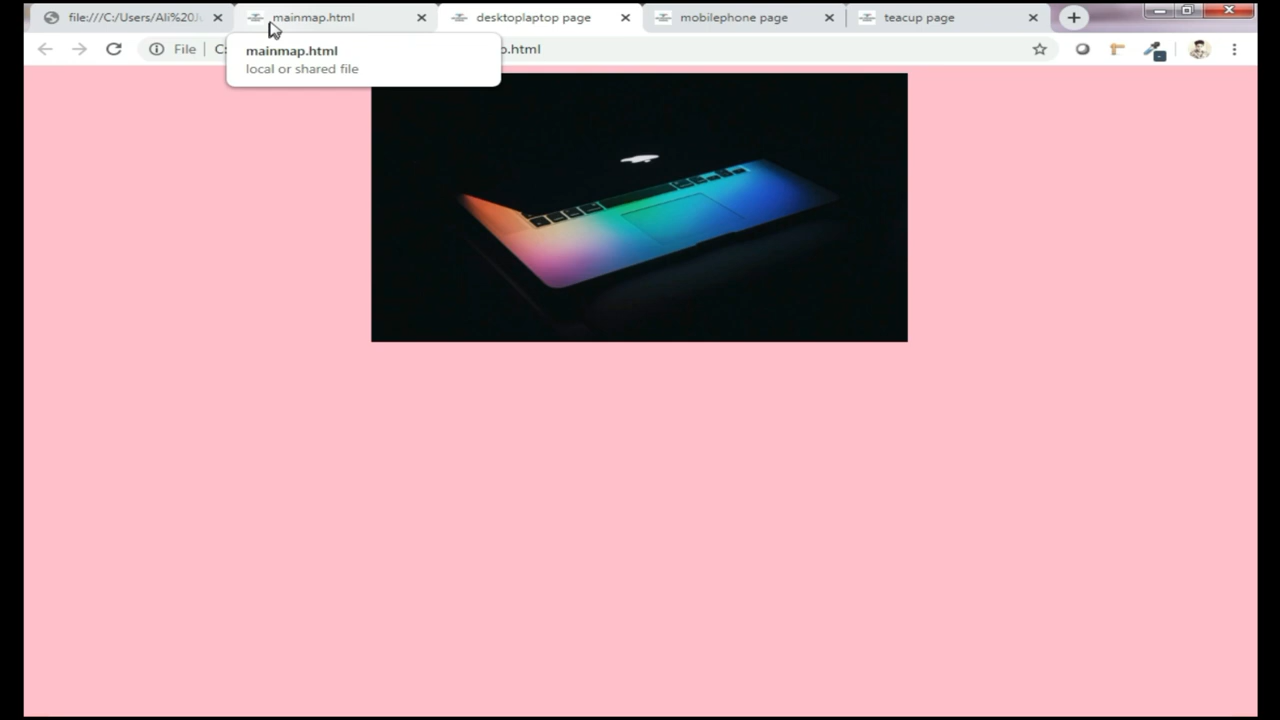 file:///C:/Users/Ali%20J
mainmap.html
desktoplaptop page
mobilephone page
teacup page
File
C:
.html
mainmap.html
local or shared file